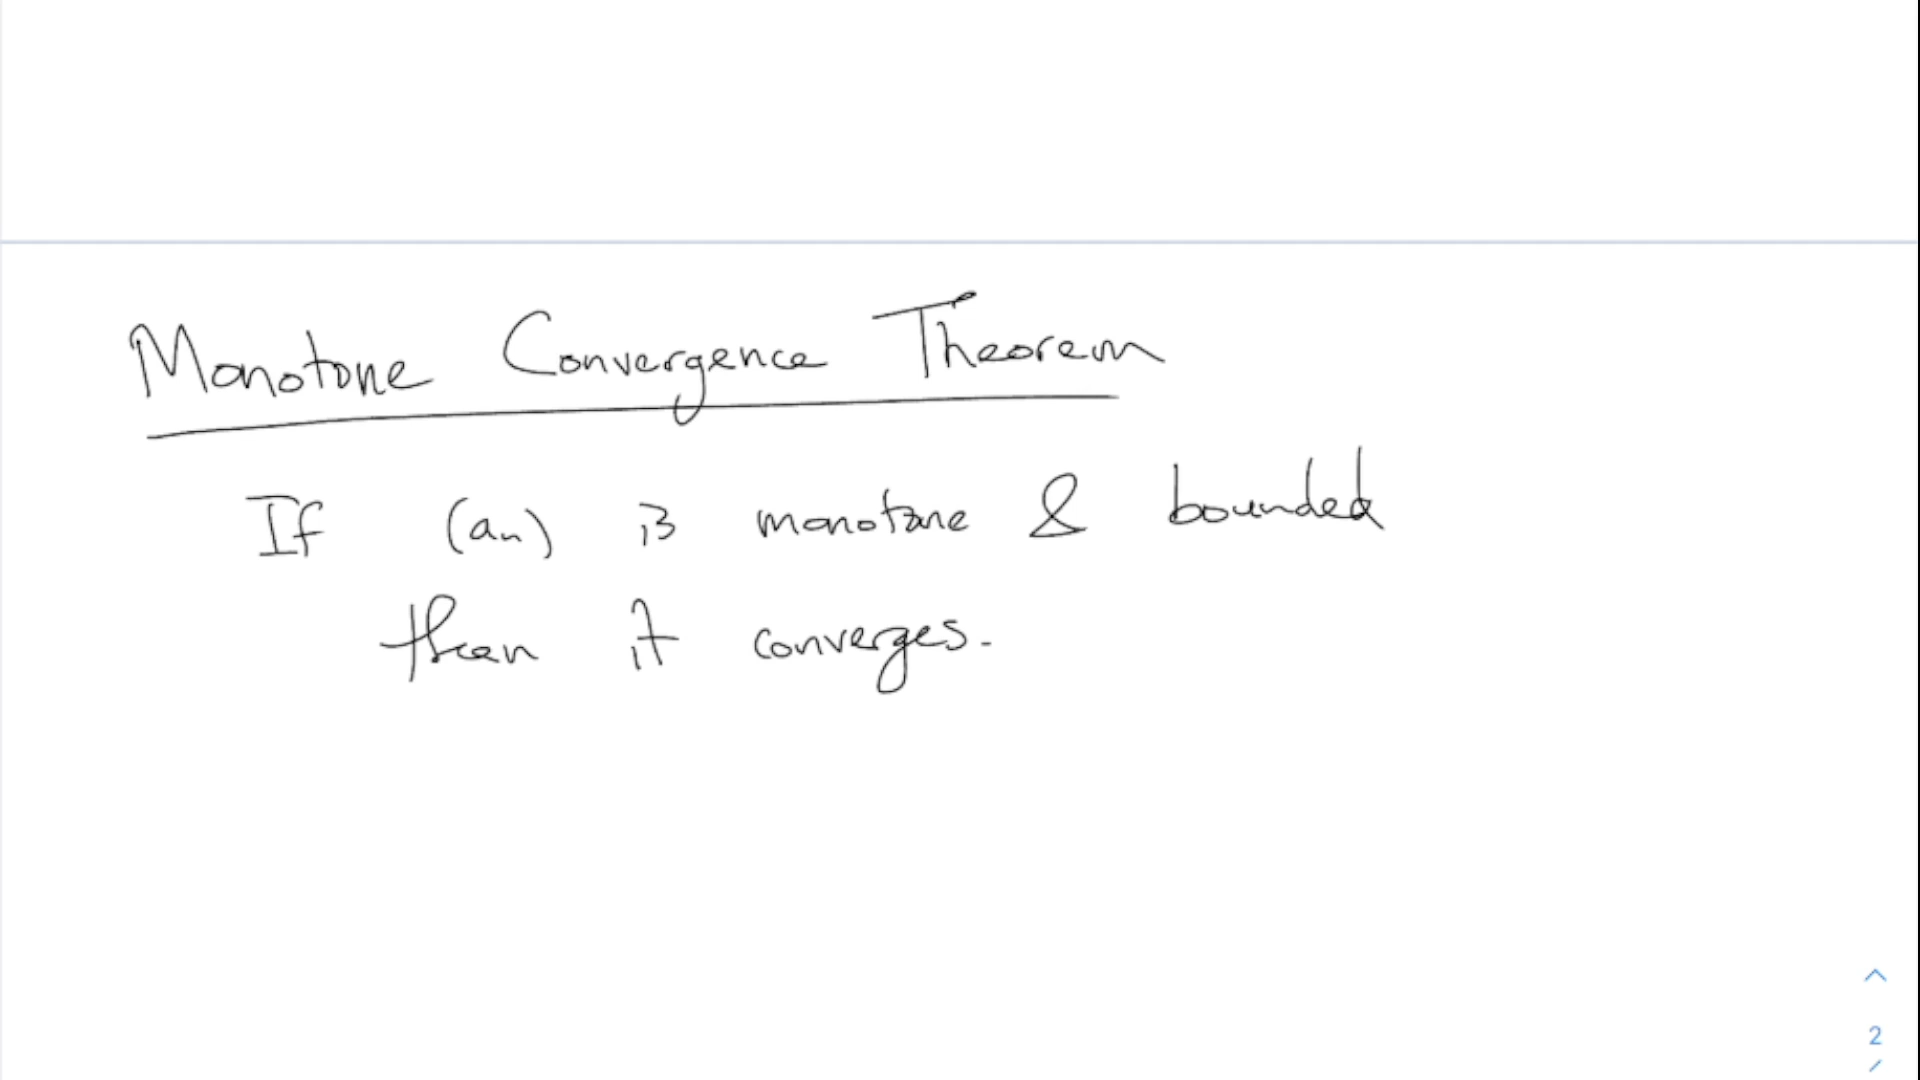 Monotone Convergence Theorem
If (an) is monotone & bounded
then it converges.
2